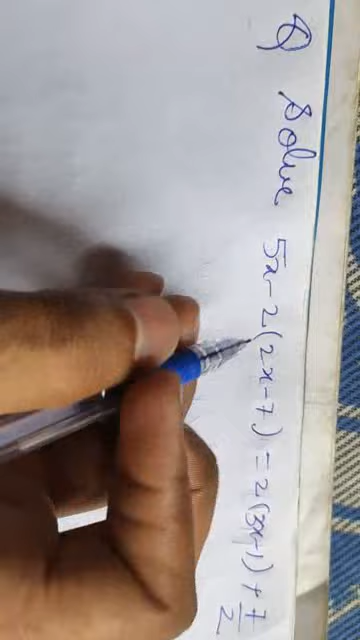 Q) Solve 5x-2(2x-7) = 2(3x-1) + 7/2